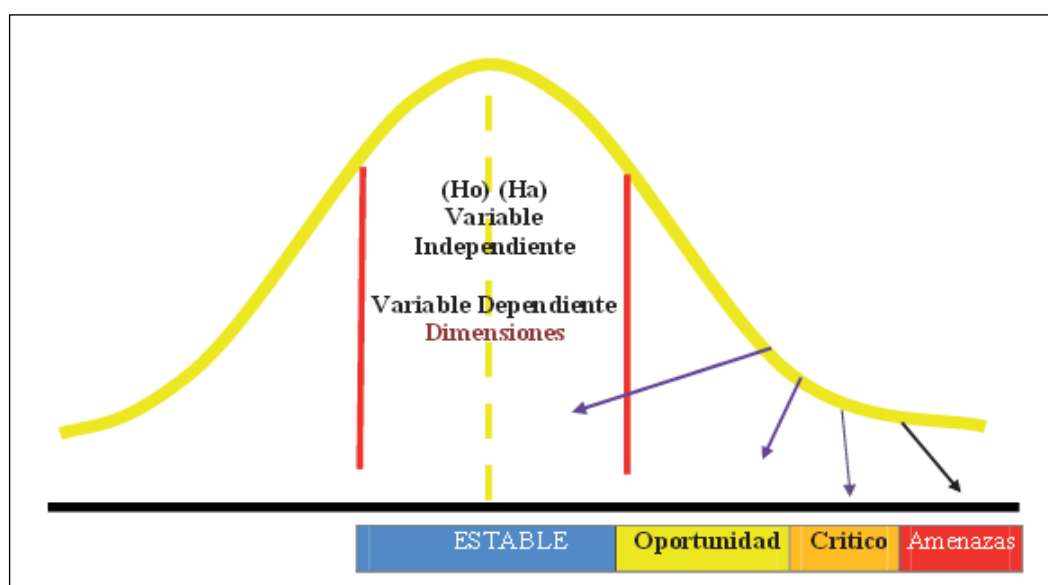 (Ho) (Ha)
Variable
Independiente
Variable Dependiente
Dimensiones
ESTABLE Oportunidad Critico Amenazas